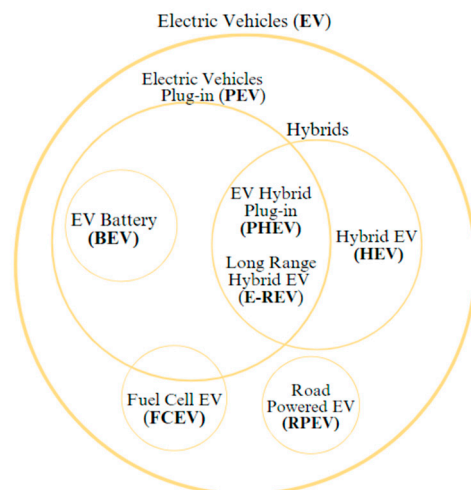 Electric Vehicles (EV)
Electric Vehicles
Plug-in (PEV)
Hybrids
EV Hybrid
Plug-in
(PHEV)
EV Battery
(BEV)
Hybrid EV
(HEV)
Long Range
Hybrid EV
(E-REV)
Fuel Cell EV
(FCEV)
Road
Powered EV
(RPEV)